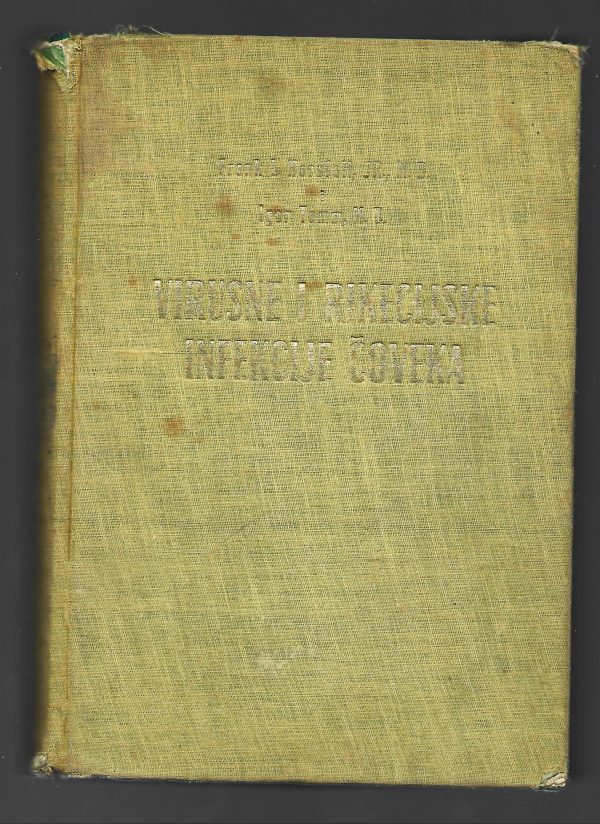 Frank L. Horsfall, JR., M. D.
Igor Tamm, M. D.
VIRUSNE I RIKECIJSKE
INFEKCIJE ČOVEKA